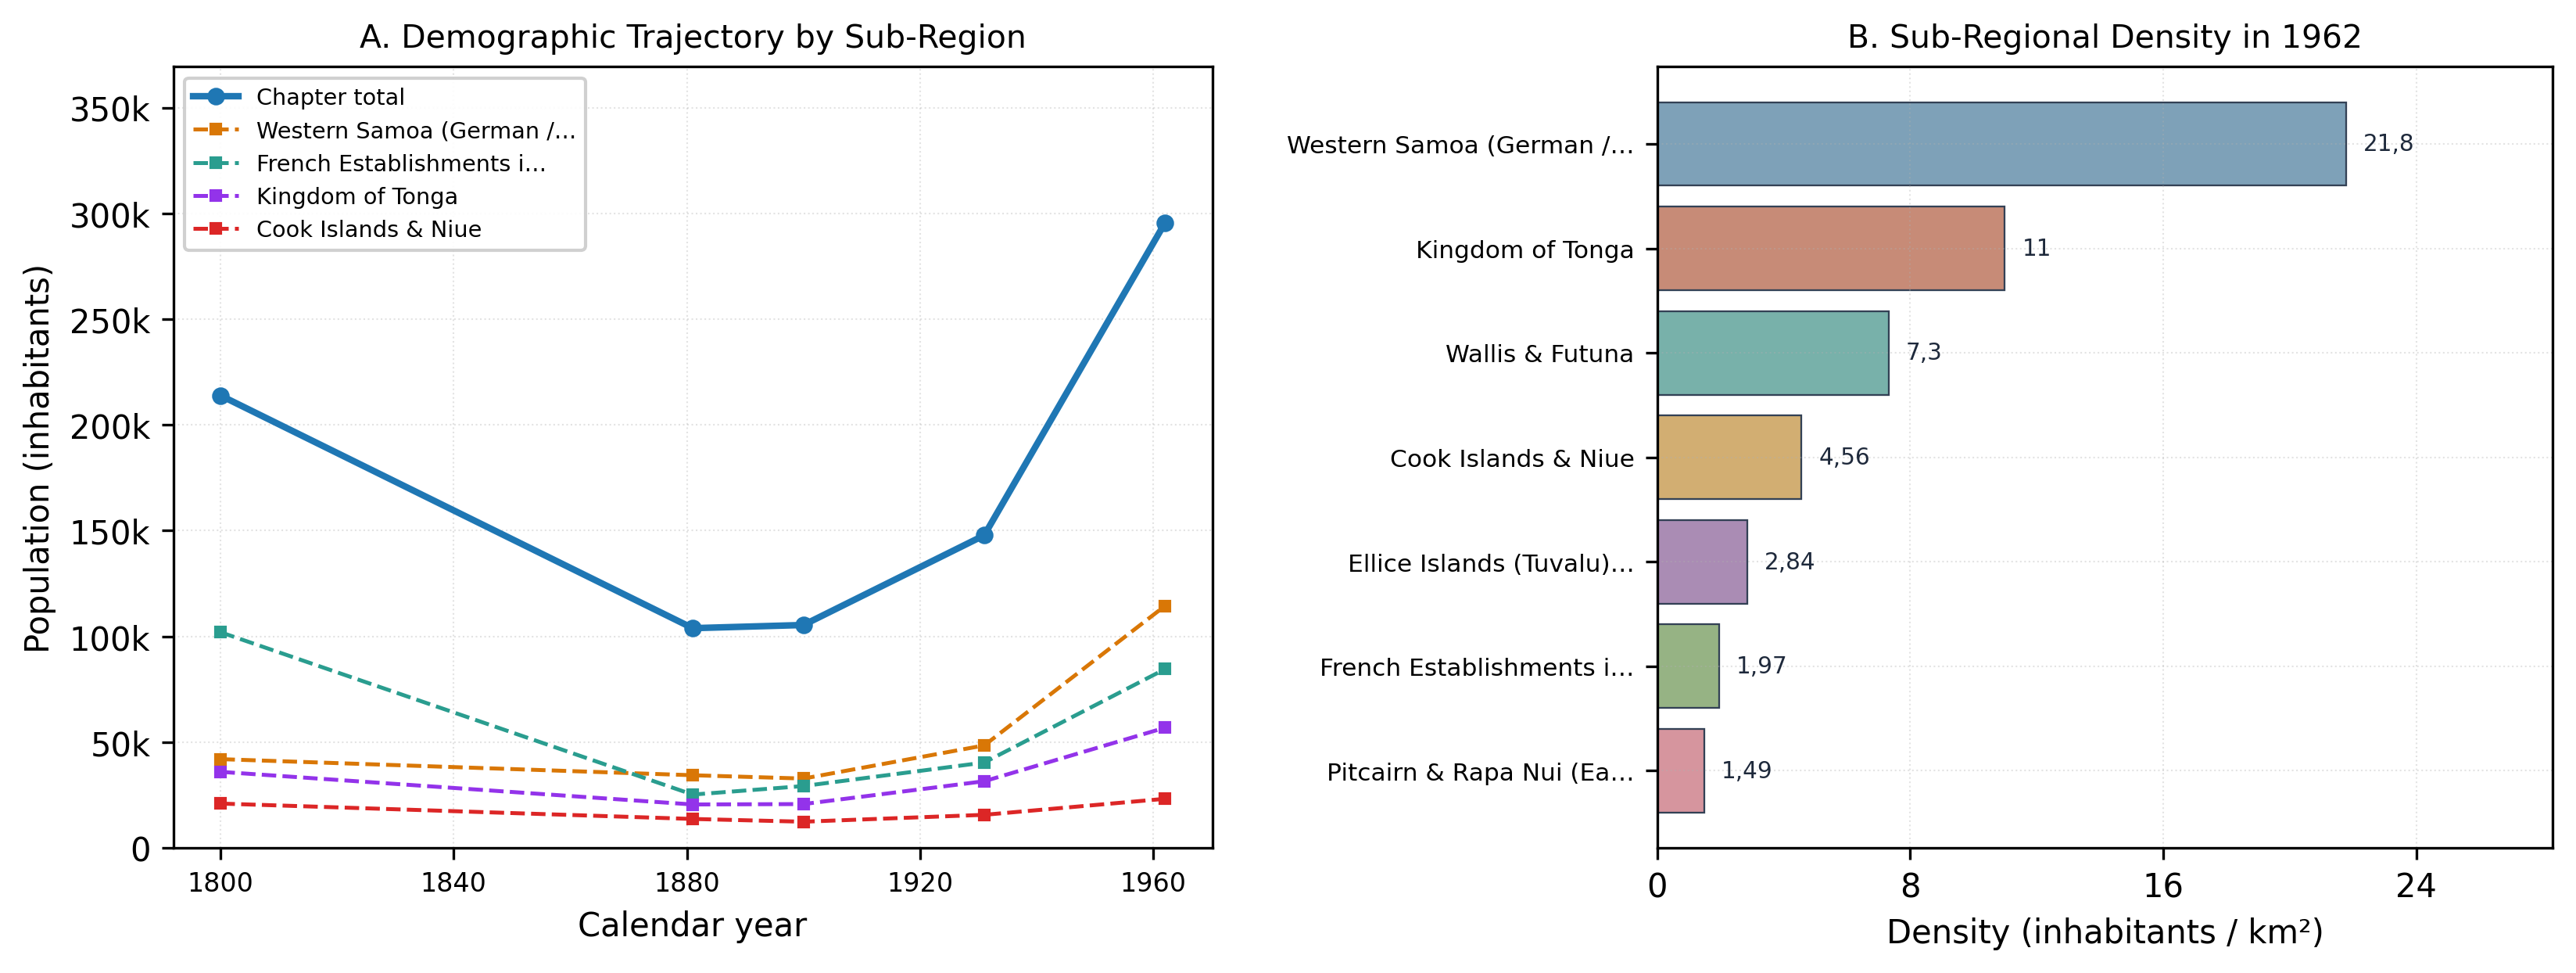 A. Demographic Trajectory by Sub-Region
Population (inhabitants)
350k
300k
250k
200k
150k
100k
50k
0
Chapter total
Western Samoa (German /...
French Establishments i...
Kingdom of Tonga
Cook Islands & Niue
1800
1840
1880
1920
1960
Calendar year
B. Sub-Regional Density in 1962
Western Samoa (German /...
21,8
Kingdom of Tonga
11
Wallis & Futuna
7,3
Cook Islands & Niue
4,56
Ellice Islands (Tuvalu)...
2,84
French Establishments i...
1,97
Pitcairn & Rapa Nui (Ea...
1,49
0
8
16
24
Density (inhabitants / km²)